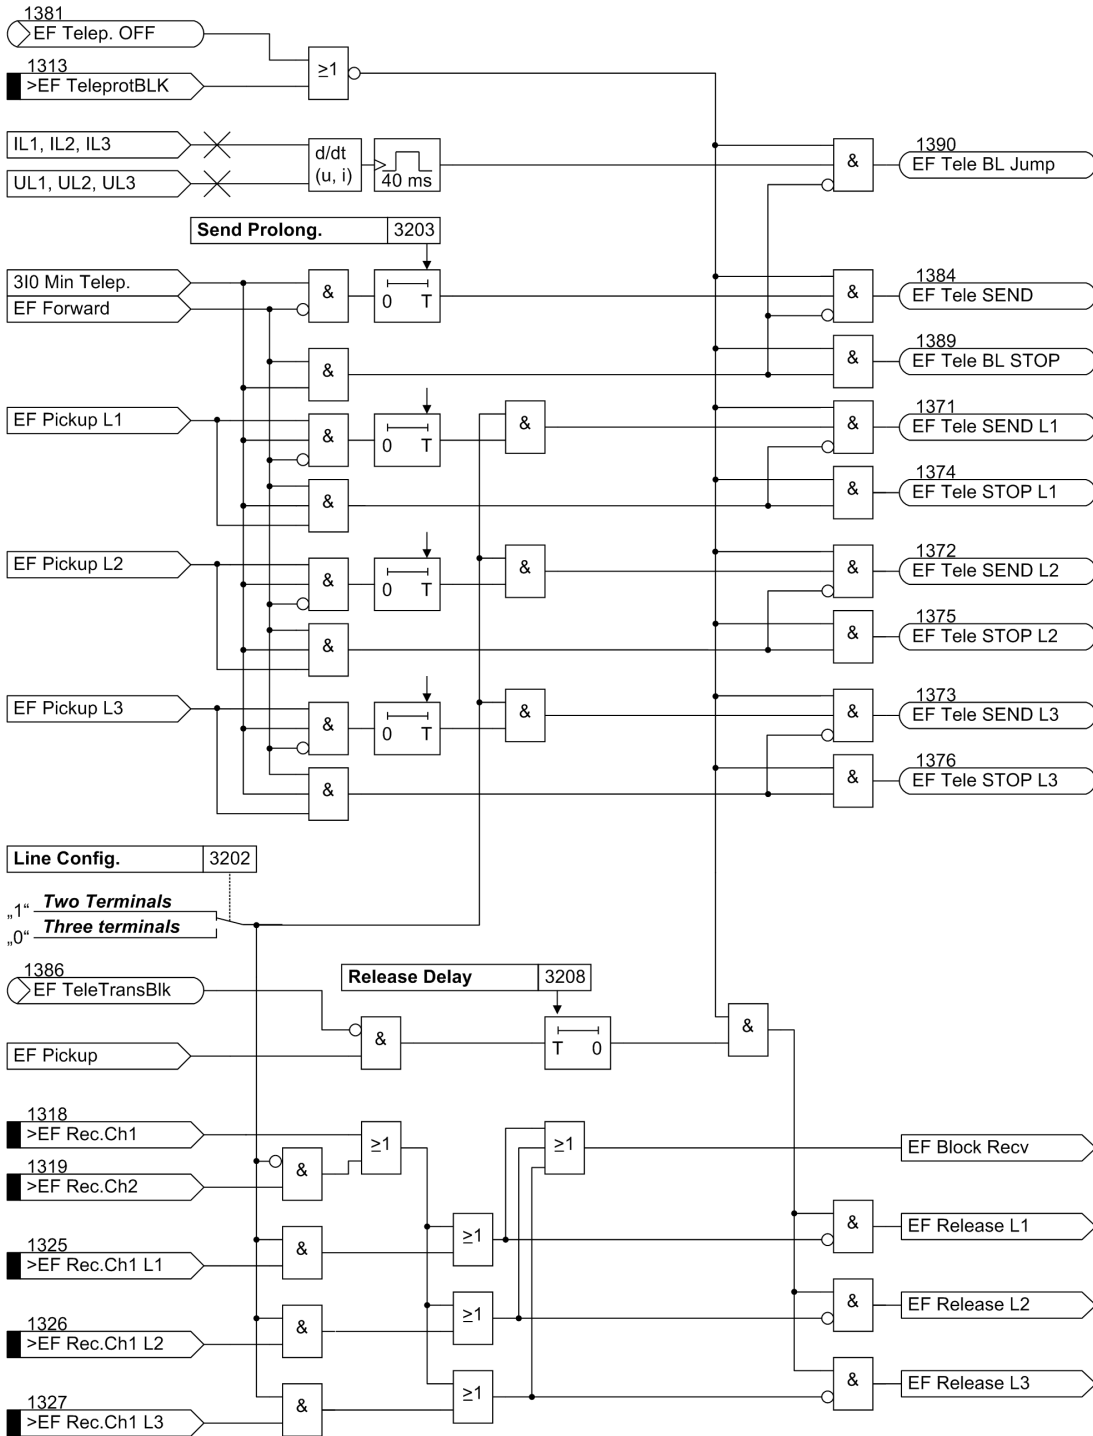 1381
EF Telep. OFF
1313
>EF TeleprotBLK
≥1
IL1, IL2, IL3
UL1, UL2, UL3
d/dt
(u, i)
40 ms
&
1390
EF Tele BL Jump
Send Prolong. 3203
3I0 Min Telep.
EF Forward
&
0 T
&
1384
EF Tele SEND
&
&
1389
EF Tele BL STOP
EF Pickup L1
&
0 T
&
&
1371
EF Tele SEND L1
&
&
1374
EF Tele STOP L1
EF Pickup L2
&
0 T
&
&
1372
EF Tele SEND L2
&
&
1375
EF Tele STOP L2
EF Pickup L3
&
0 T
&
&
1373
EF Tele SEND L3
&
&
1376
EF Tele STOP L3
Line Config. 3202
„1“ Two Terminals
„0“ Three terminals
1386
EF TeleTransBlk
Release Delay 3208
EF Pickup
&
T 0
&
1318
>EF Rec.Ch1
≥1
≥1
EF Block Recv
1319
>EF Rec.Ch2
&
1325
>EF Rec.Ch1 L1
&
≥1
&
EF Release L1
1326
>EF Rec.Ch1 L2
&
≥1
&
EF Release L2
1327
>EF Rec.Ch1 L3
&
≥1
&
EF Release L3